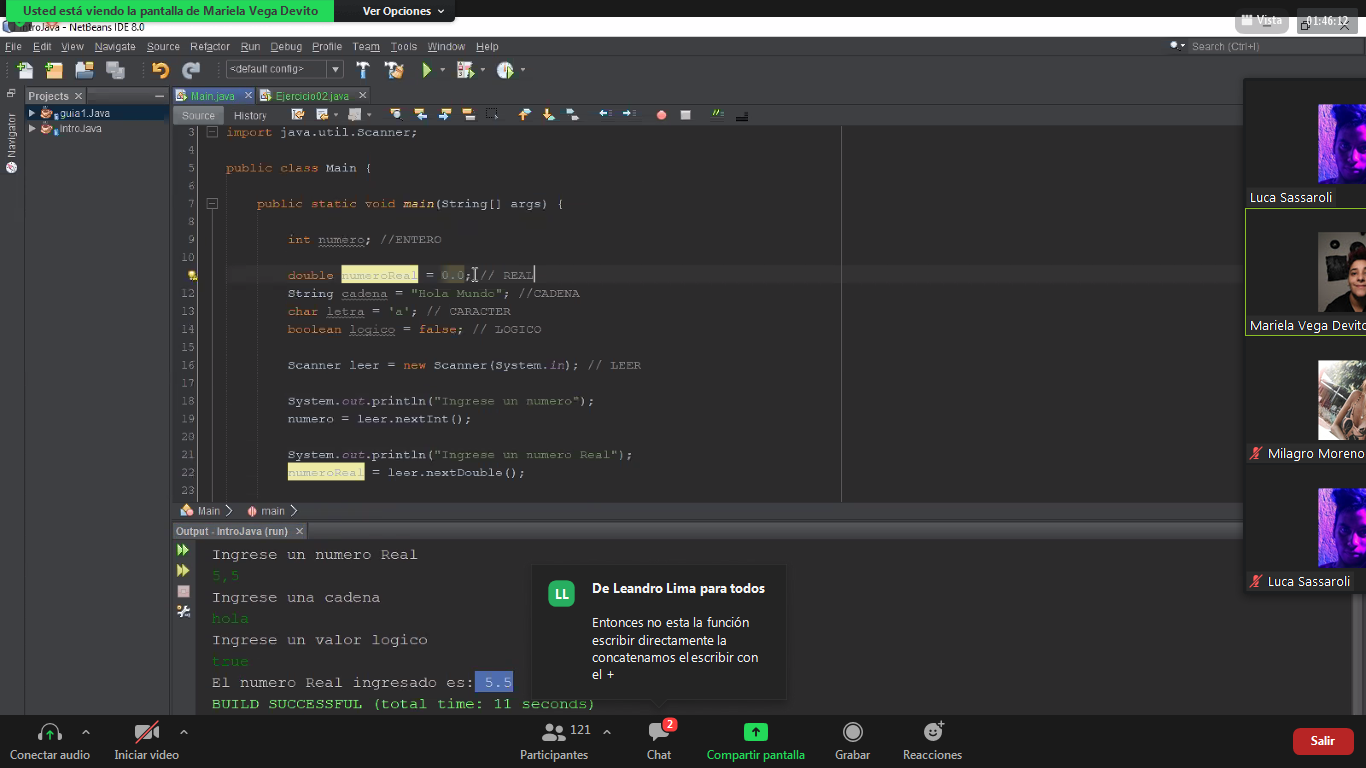 Usted está viendo la pantalla de Mariela Vega Devito
Ver Opciones
IntroJava - NetBeans IDE 8.0
Vista
01:46:12
File Edit View Navigate Source Refactor Run Debug Profile Team Tools Window Help
Search (Ctrl+I)
<default config>
Projects
Main.java
Ejercicio02.java
Navigator
guia1.Java
IntroJava
Source
History
3 import java.util.Scanner;
4
5 public class Main {
6
7 public static void main(String[] args) {
8
9 int numero; //ENTERO
10
double numeroReal = 0.0; // REAL
12 String cadena = "Hola Mundo"; //CADENA
13 char letra = 'a'; // CARACTER
14 boolean logico = false; // LOGICO
15
16 Scanner leer = new Scanner(System.in); // LEER
17
18 System.out.println("Ingrese un numero");
19 numero = leer.nextInt();
20
21 System.out.println("Ingrese un numero Real");
22 numeroReal = leer.nextDouble();
23
Main
main
Output - IntroJava (run)
Ingrese un numero Real
5,5
Ingrese una cadena
hola
Ingrese un valor logico
true
El numero Real ingresado es: 5.5
BUILD SUCCESSFUL (total time: 11 seconds)
LL
De Leandro Lima para todos
Entonces no esta la función
escribir directamente la
concatenamos el escribir con
el +
Luca Sassaroli
Mariela Vega Devito
Milagro Moreno
Luca Sassaroli
Conectar audio
Iniciar video
121
Participantes
2
Chat
Compartir pantalla
Grabar
Reacciones
Salir